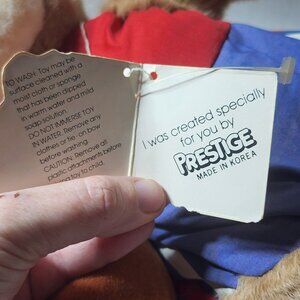 TO WASH: Toy may be
surface cleaned with a
moist cloth or sponge
that has been dipped
in warm water and mild
soap solution.
DO NOT IMMERSE TOY
IN WATER. Remove any
clothes or tie-on bow
before washing.
CAUTION: Remove all
plastic attachments before
giving toy to child.
I was created specially
for you by
PRESTIGE
MADE IN KOREA